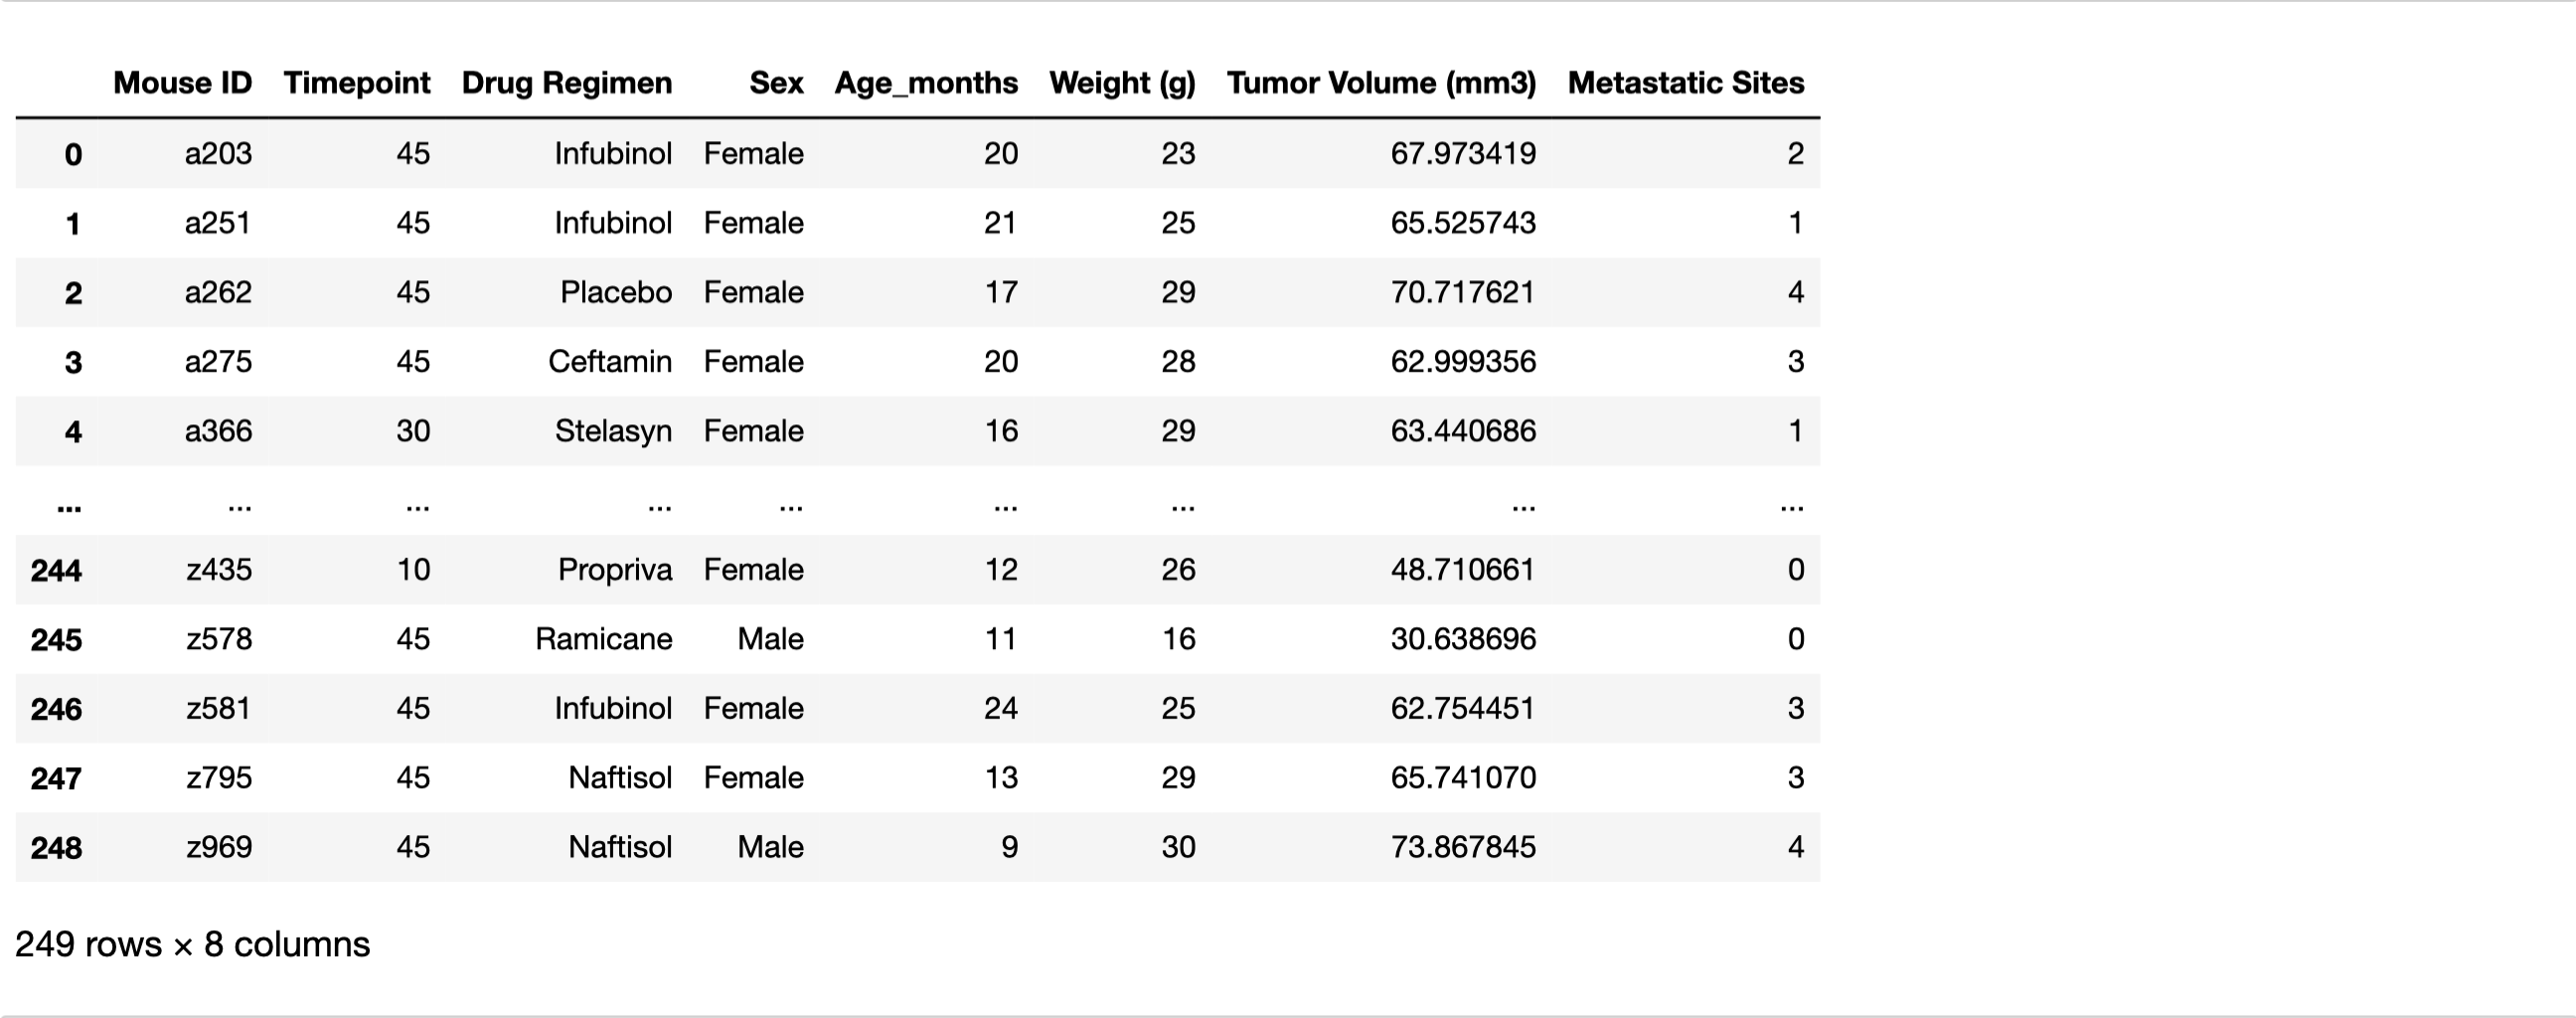 Mouse ID Timepoint Drug Regimen Sex Age_months Weight (g) Tumor Volume (mm3) Metastatic Sites
0 a203 45 Infubinol Female 20 23 67.973419 2
1 a251 45 Infubinol Female 21 25 65.525743 1
2 a262 45 Placebo Female 17 29 70.717621 4
3 a275 45 Ceftamin Female 20 28 62.999356 3
4 a366 30 Stelasyn Female 16 29 63.440686 1
... ... ... ... ... ... ... ... ...
244 z435 10 Propriva Female 12 26 48.710661 0
245 z578 45 Ramicane Male 11 16 30.638696 0
246 z581 45 Infubinol Female 24 25 62.754451 3
247 z795 45 Naftisol Female 13 29 65.741070 3
248 z969 45 Naftisol Male 9 30 73.867845 4
249 rows × 8 columns